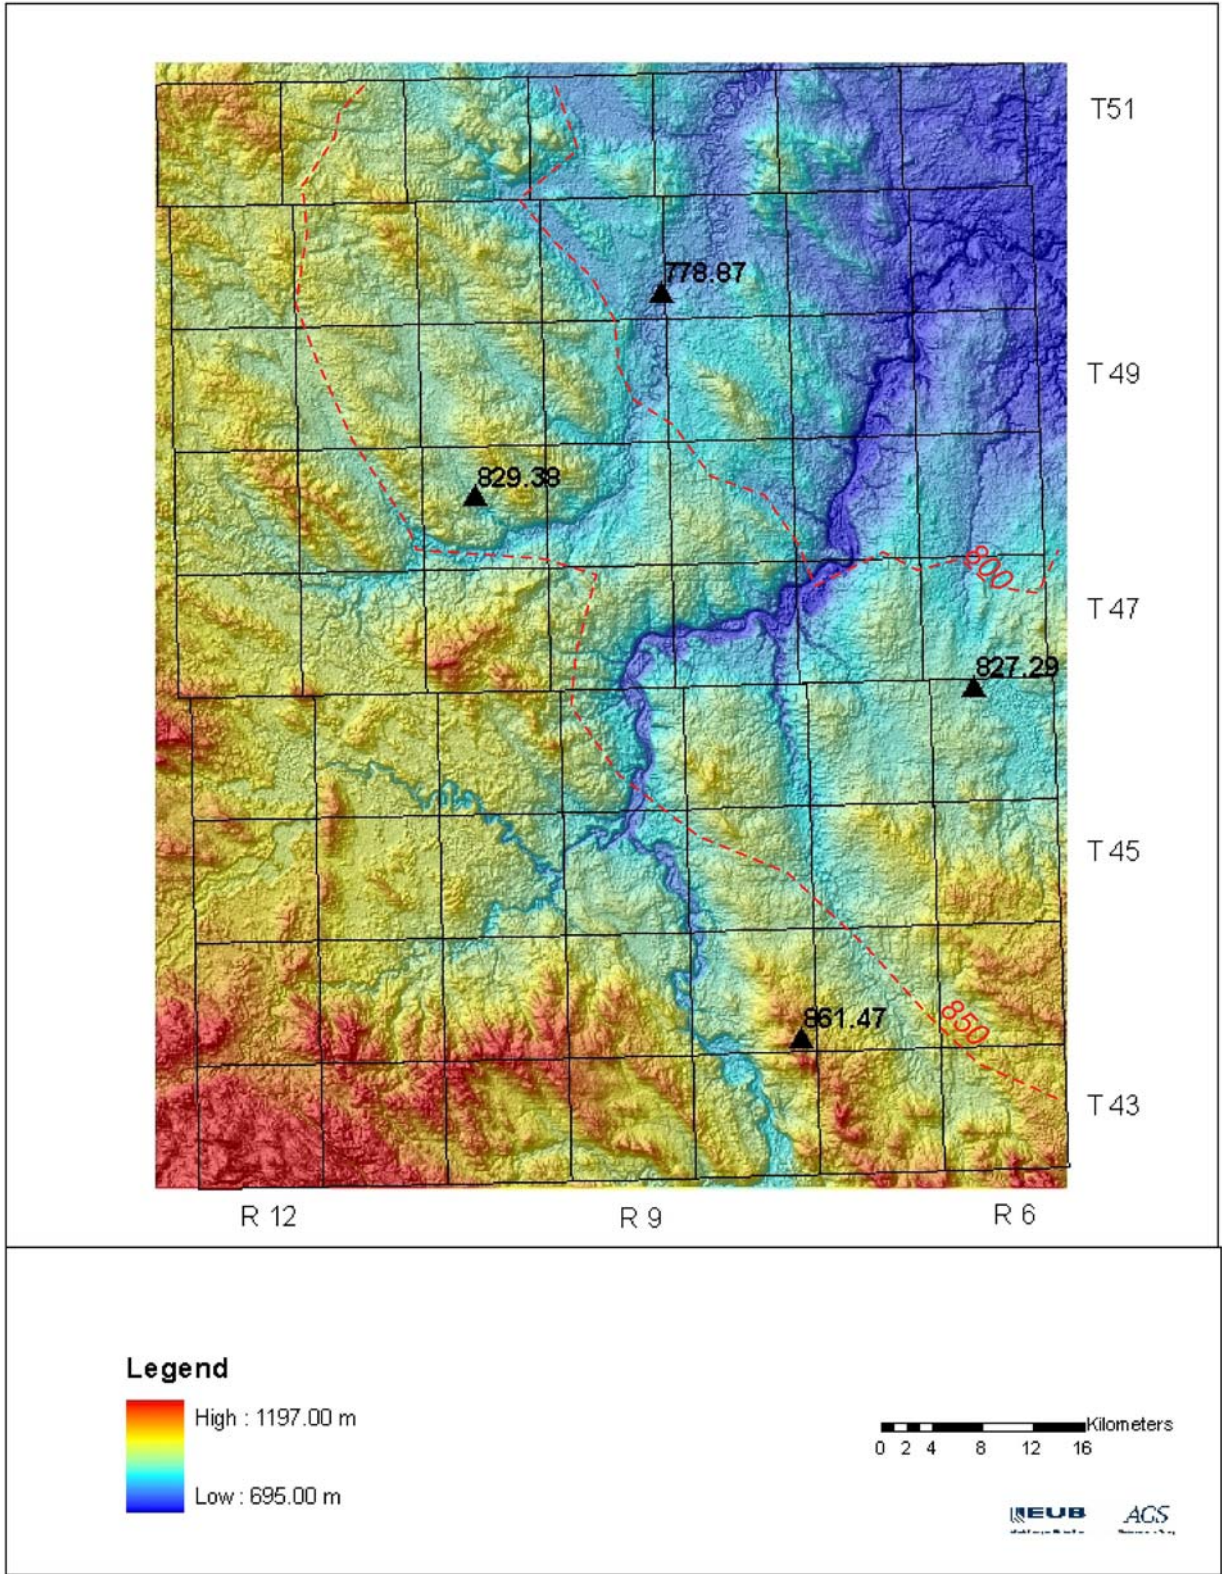 T51
778.87
T 49
829.38
800
T 47
827.29
T 45
850
861.47
T 43
R 12
R 9
R 6
Legend
High : 1197.00 m
Low : 695.00 m
Kilometers
0 2 4 8 12 16
EUB
AGS